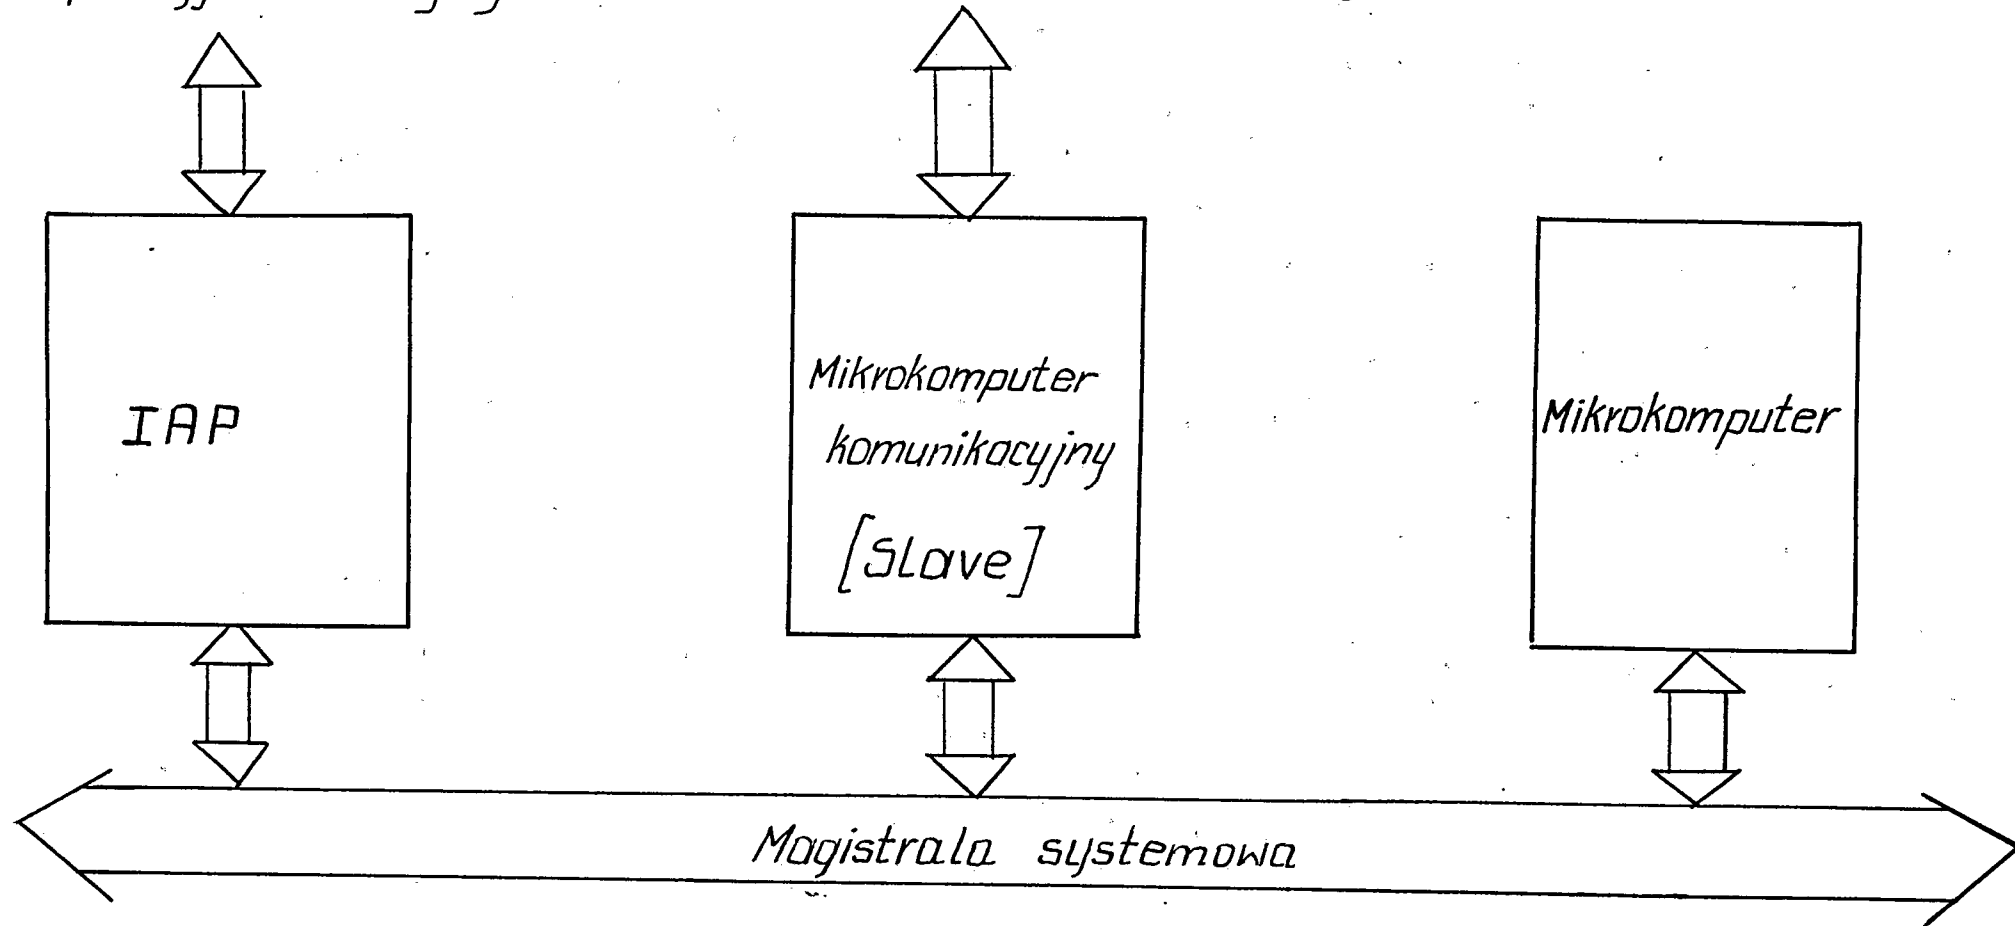 IAP
Mikrokomputer
komunikacyjny
[Slave]
Mikrokomputer
Magistrala systemowa